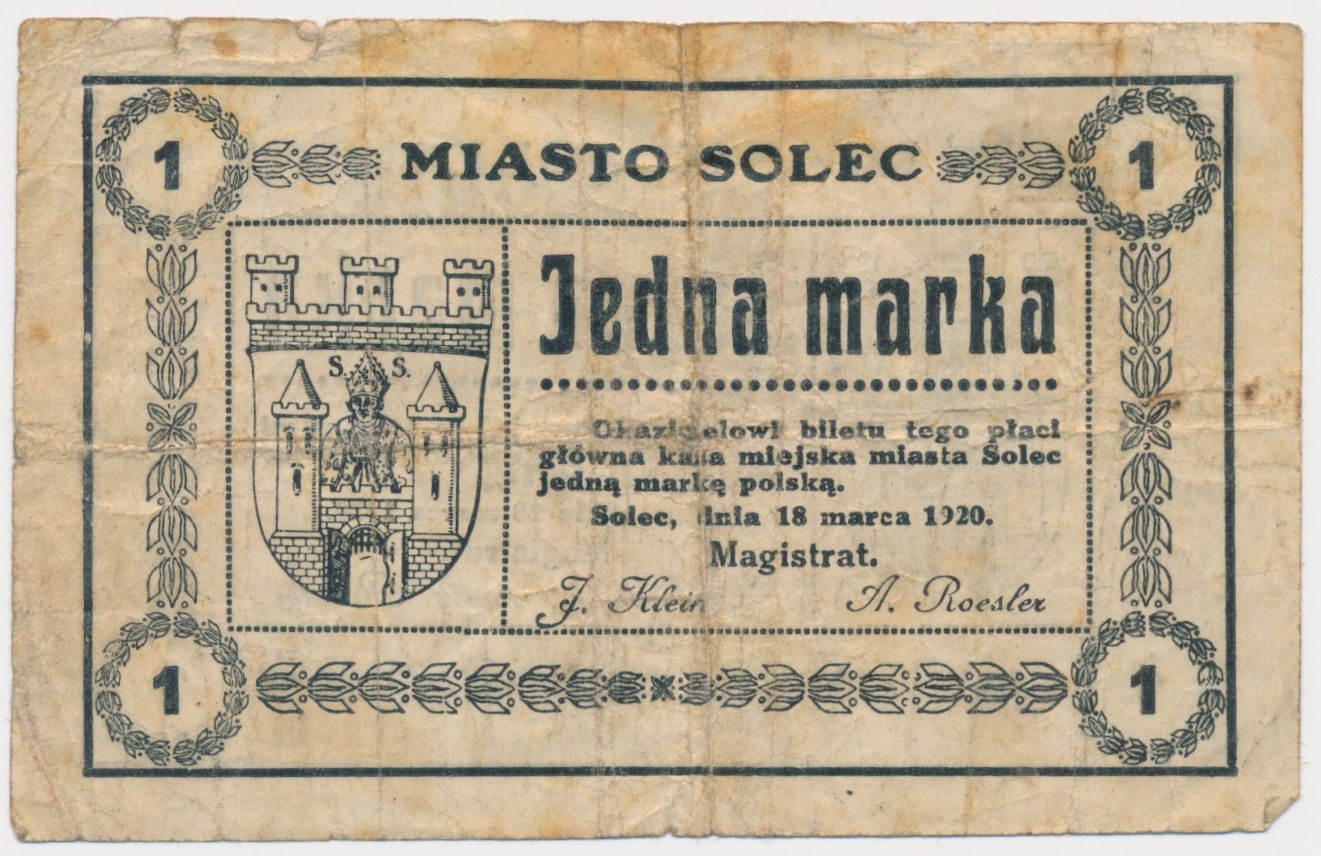 1 MIASTO SOLEC 1
S. S.
Jedna marka
Okazicielowi biletu tego płaci
główna kasa miejska miasta Solec
jedną markę polską.
Solec, dnia 18 marca 1920.
Magistrat.
J. Klein A. Roesler
1 1